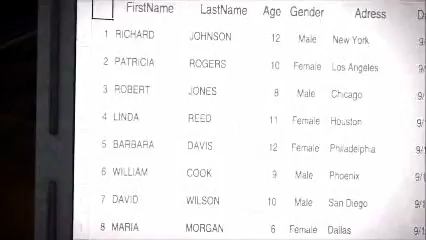 FirstName LastName Age Gender Adress
1 RICHARD JOHNSON 12 Male New York
2 PATRICIA ROGERS 10 Female Los Angeles
3 ROBERT JONES 8 Male Chicago
4 LINDA REED 11 Female Houston
5 BARBARA DAVIS 12 Female Philadelphia
6 WILLIAM COOK 9 Male Phoenix
7 DAVID WILSON 10 Male San Diego
8 MARIA MORGAN 6 Female Dallas